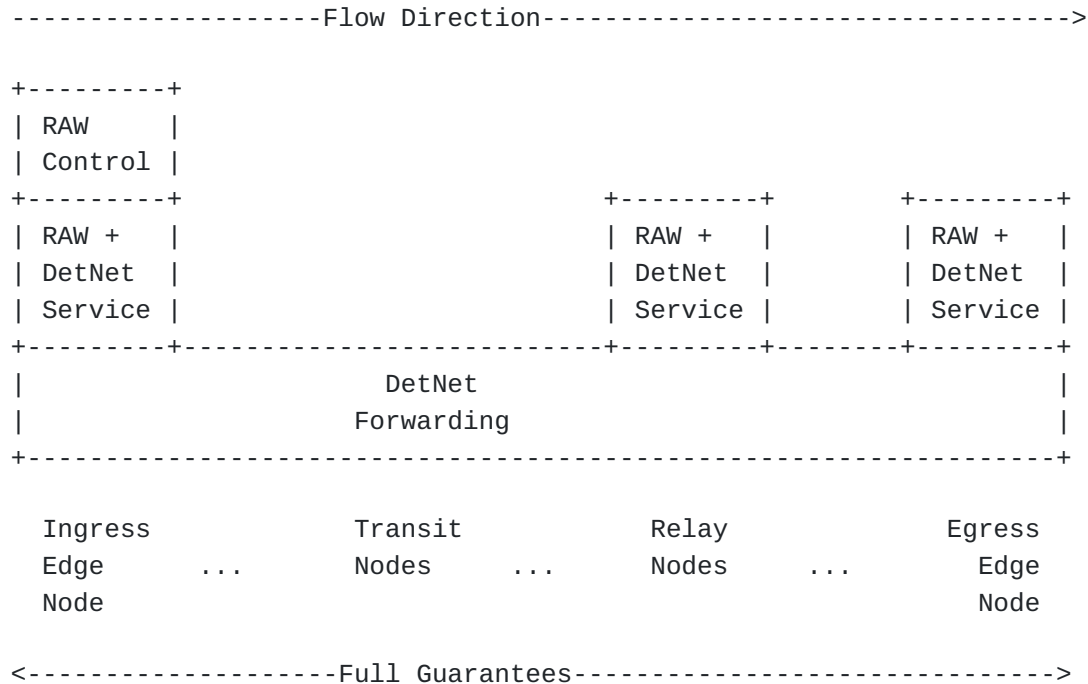 --------------------Flow Direction---------------------------------->

+---------+
| RAW     |
| Control |
+---------+                           +---------+        +---------+
| RAW +   |                           | RAW +   |        | RAW +   |
| DetNet  |                           | DetNet  |        | DetNet  |
| Service |                           | Service |        | Service |
+---------+---------------------------+---------+--------+---------+
|                       DetNet                                     |
|                     Forwarding                                   |
+------------------------------------------------------------------+

  Ingress             Transit            Relay              Egress
  Edge      ...       Nodes     ...      Nodes     ...        Edge
  Node                                                        Node

<--------------------Full Guarantees------------------------------->